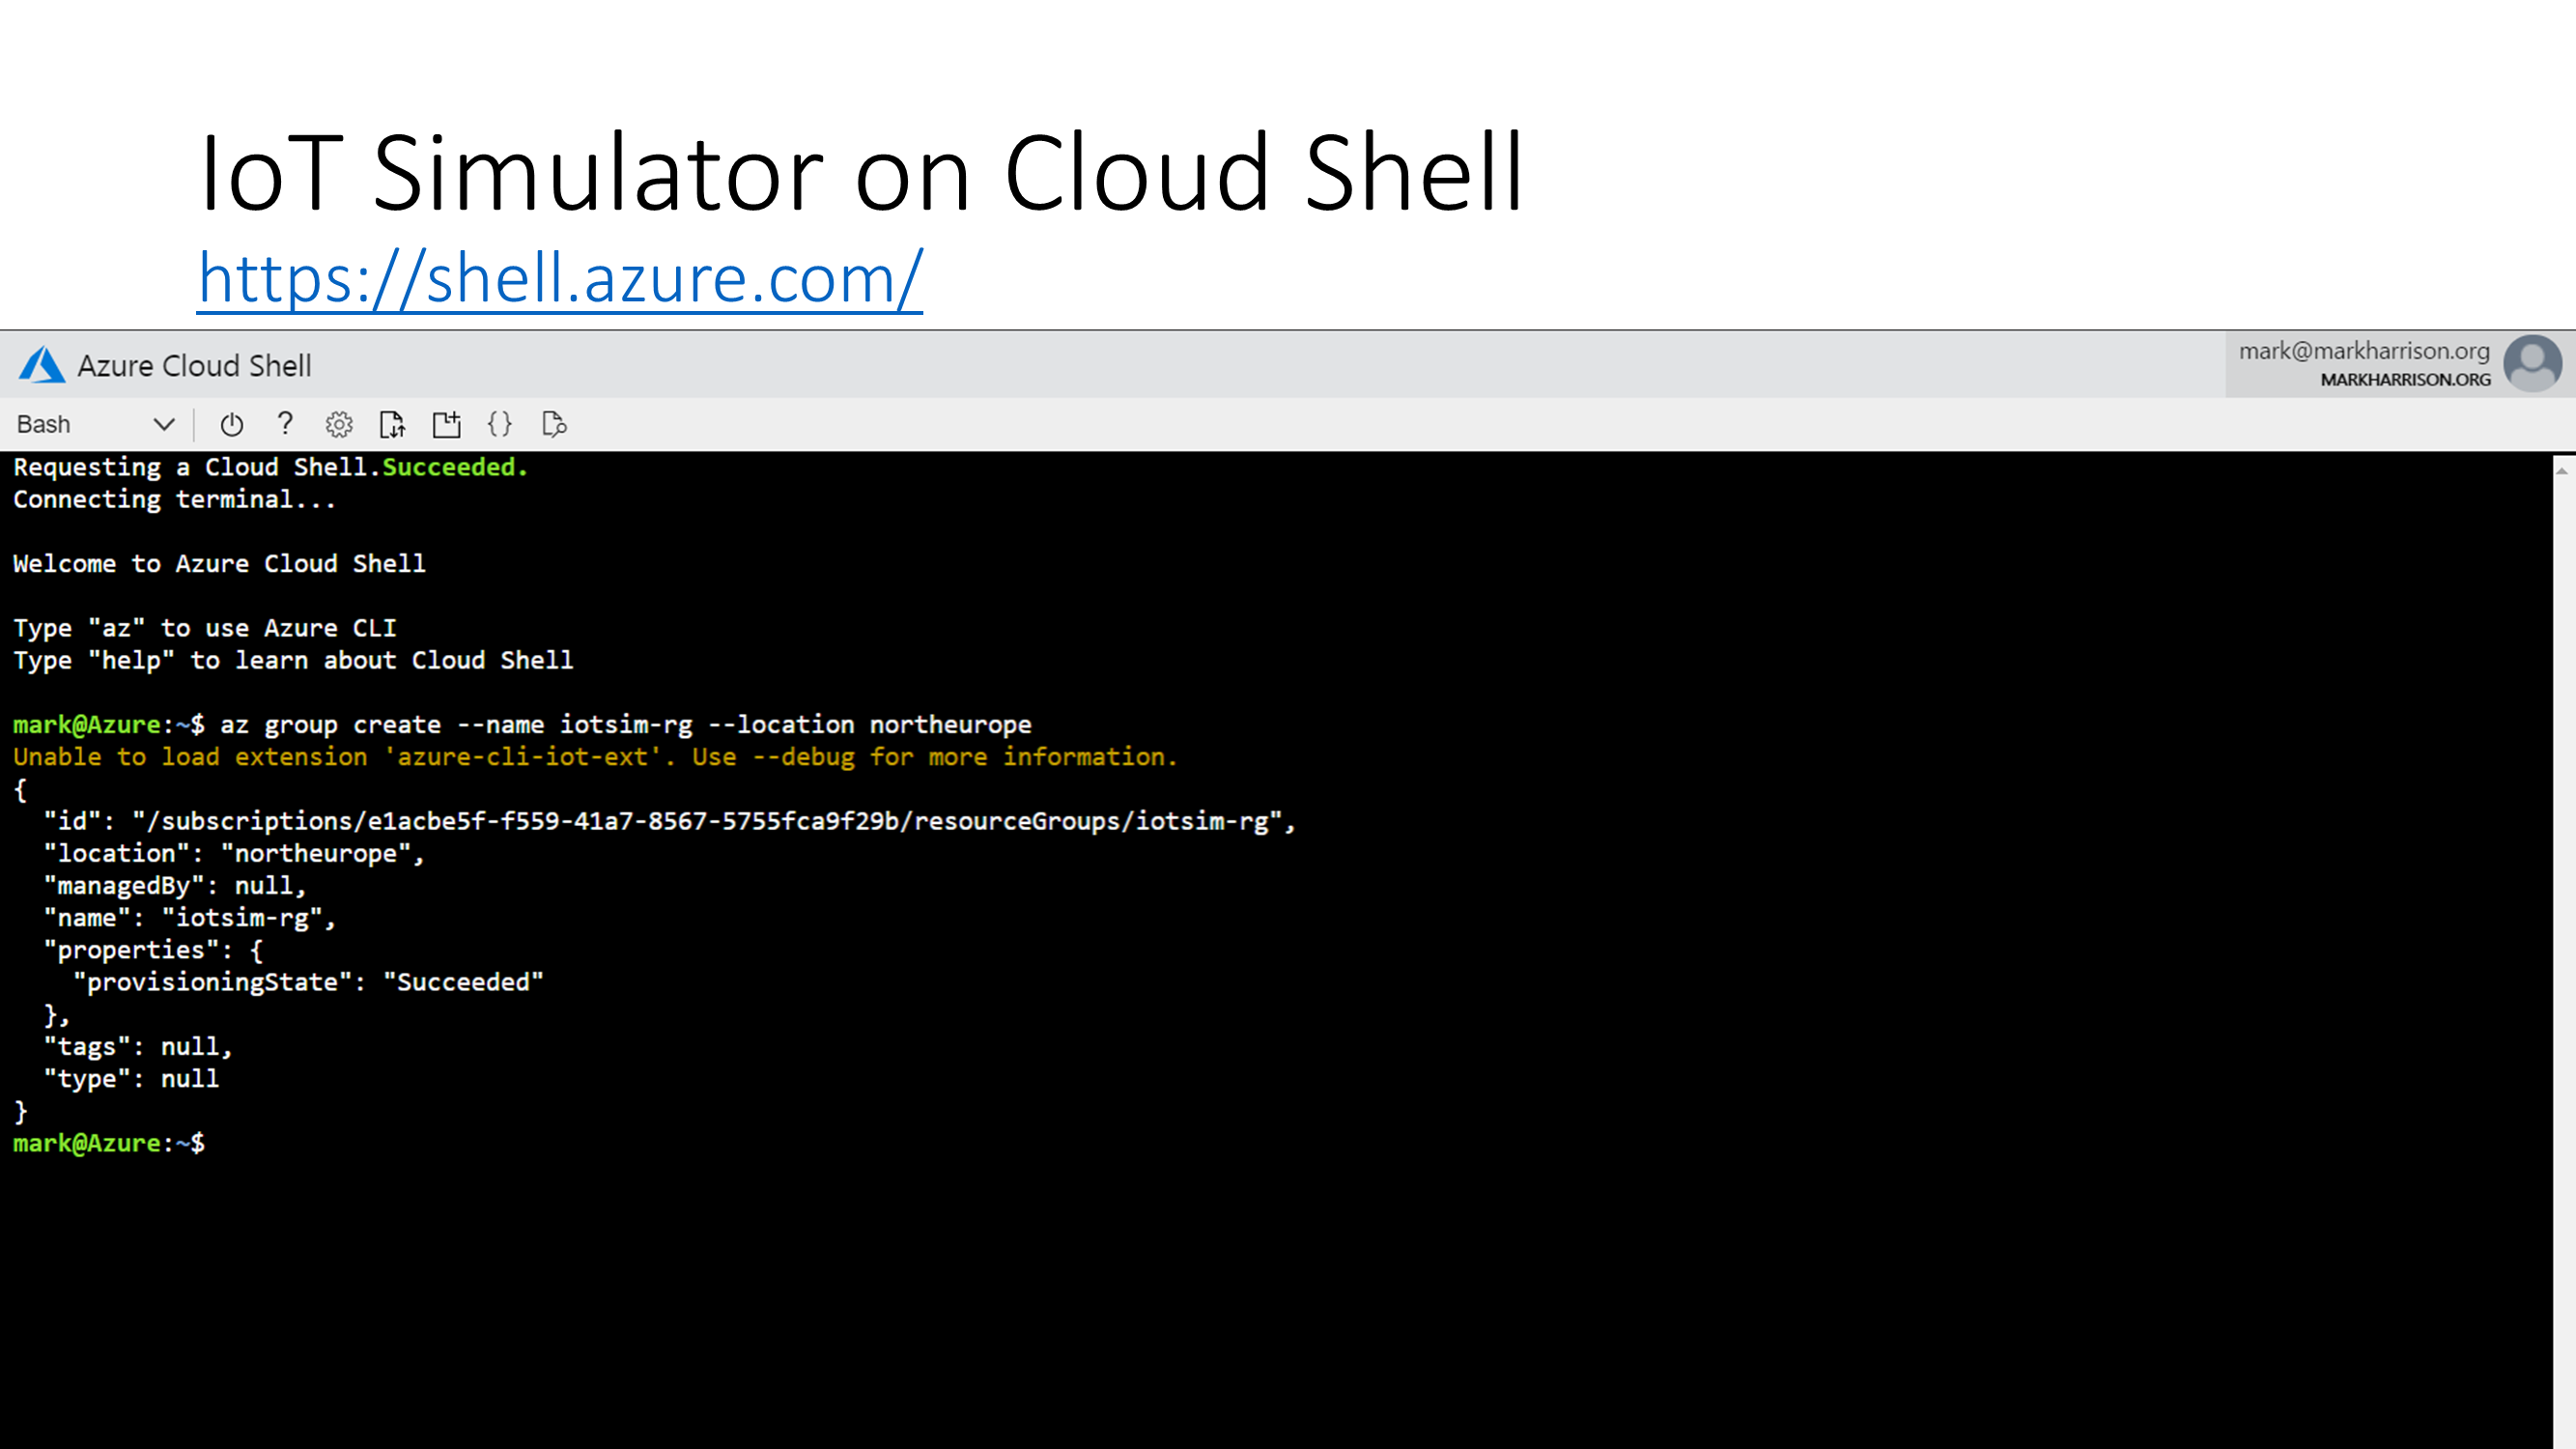 IoT Simulator on Cloud Shell
https://shell.azure.com/
Azure Cloud Shell
mark@markharrison.org
MARKHARRISON.ORG
Bash
Requesting a Cloud Shell.Succeeded.
Connecting terminal...
Welcome to Azure Cloud Shell
Type "az" to use Azure CLI
Type "help" to learn about Cloud Shell
mark@Azure:~$ az group create --name iotsim-rg --location northeurope
Unable to load extension 'azure-cli-iot-ext'. Use --debug for more information.
{
  "id": "/subscriptions/e1acbe5f-f559-41a7-8567-5755fca9f29b/resourceGroups/iotsim-rg",
  "location": "northeurope",
  "managedBy": null,
  "name": "iotsim-rg",
  "properties": {
    "provisioningState": "Succeeded"
  },
  "tags": null,
  "type": null
}
mark@Azure:~$